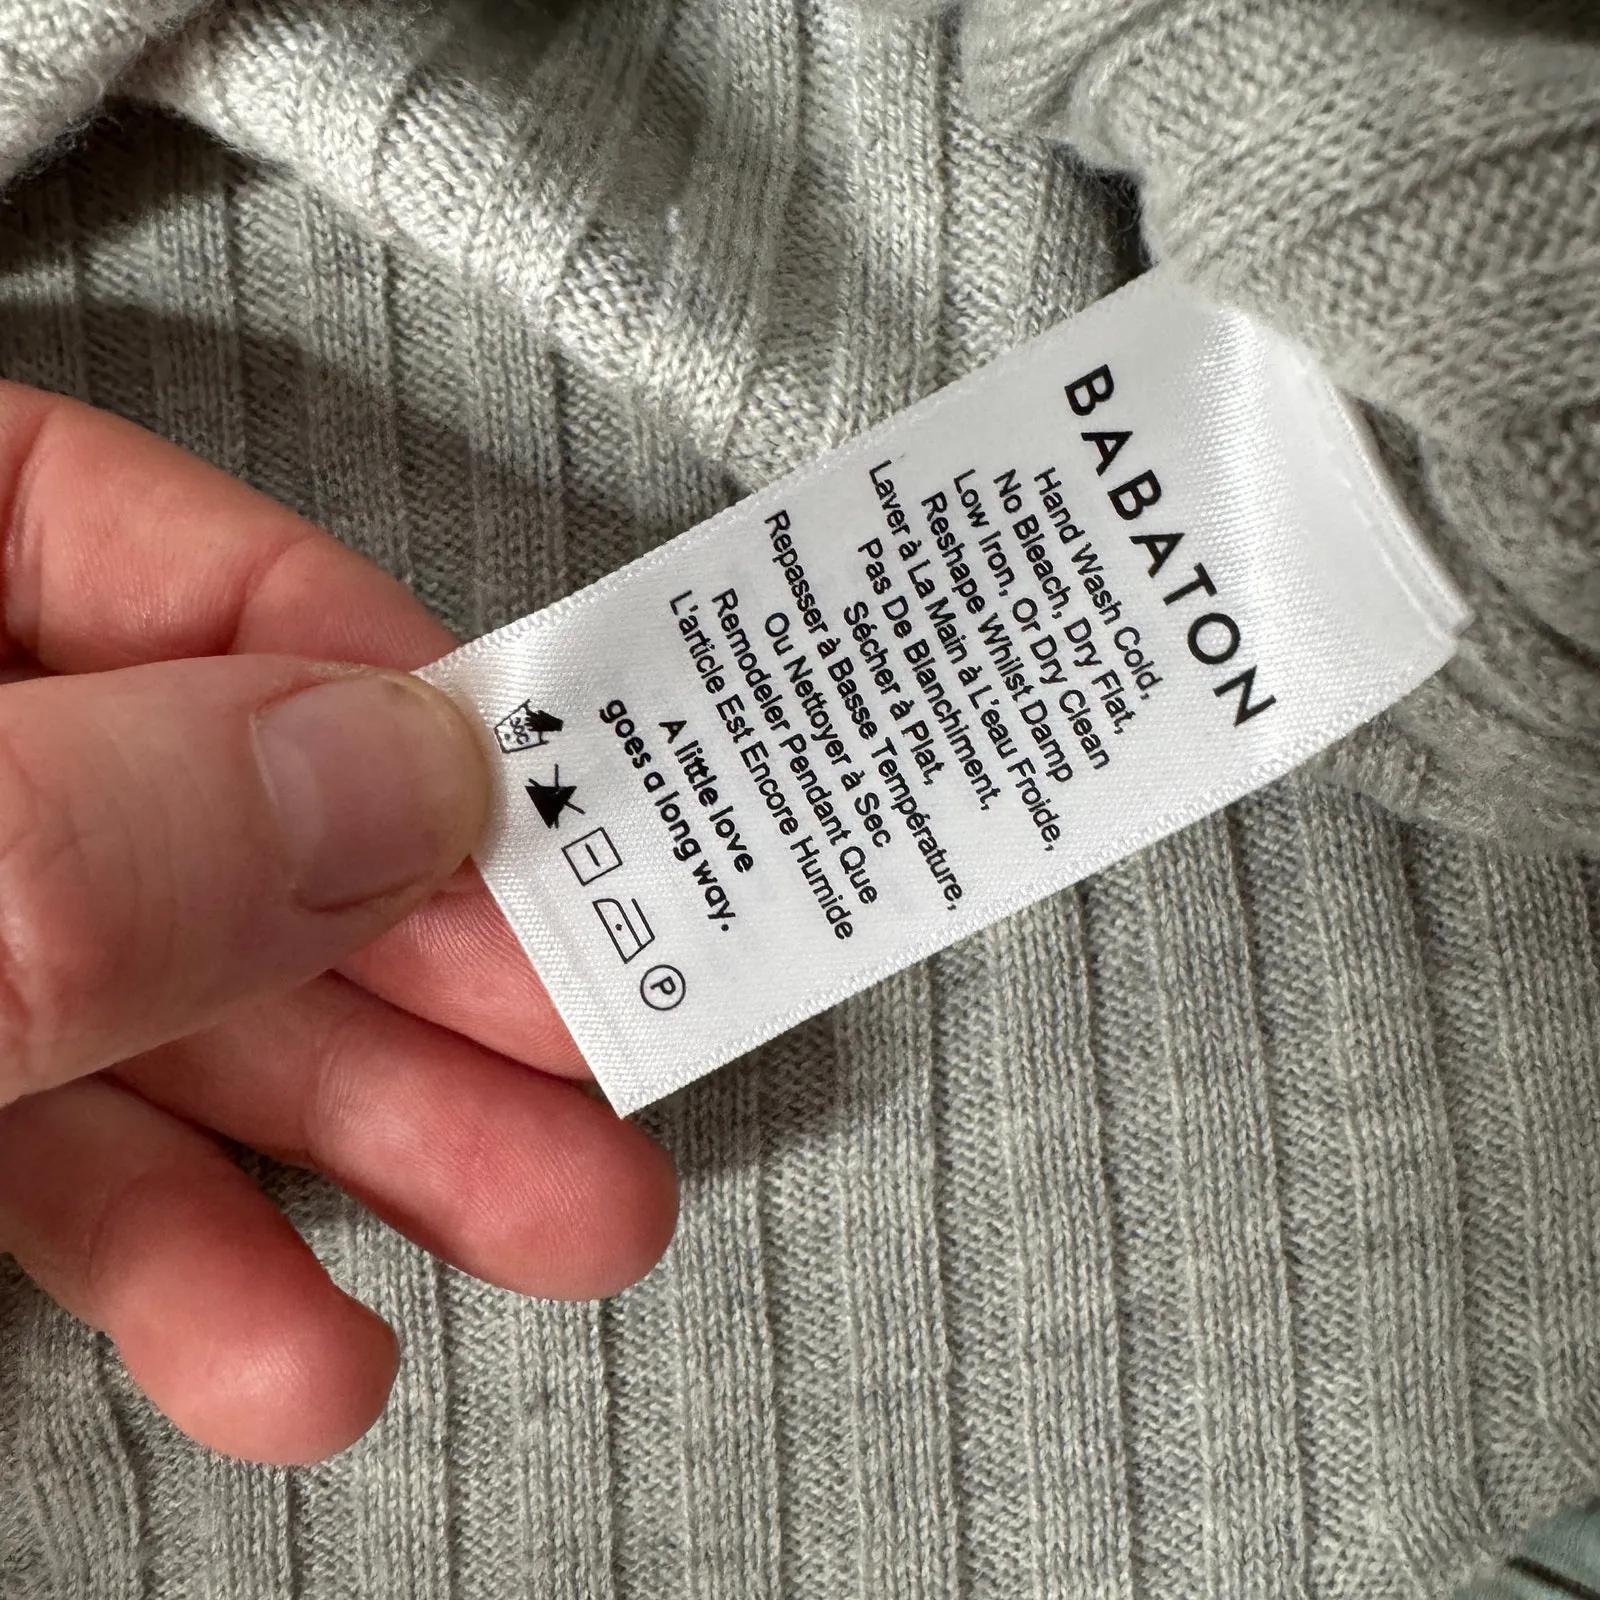 BABATON
Hand Wash Cold,
No Bleach, Dry Flat,
Low Iron, Or Dry Clean
Reshape Whilst Damp
Laver à La Main à L'eau Froide,
Pas De Blanchiment,
Sécher à Plat,
Repasser à Basse Température,
Ou Nettoyer à Sec
Remodeler Pendant Que
L'article Est Encore Humide
A little love
goes a long way.
30C
P